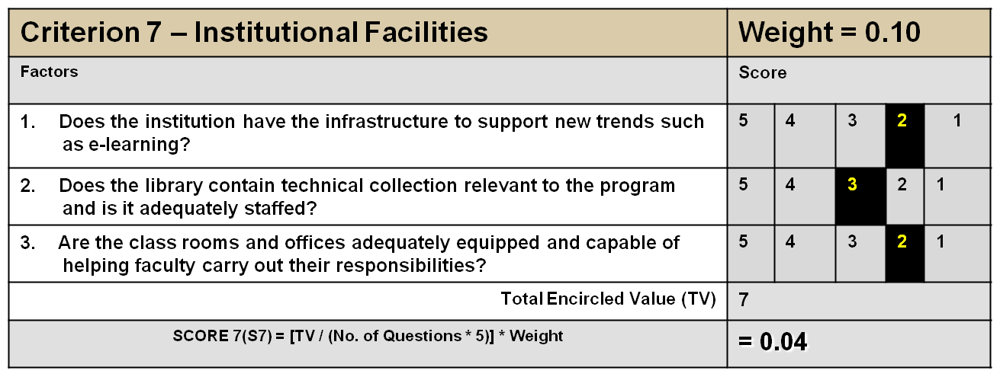 Criterion 7 – Institutional Facilities Weight = 0.10
Factors Score
1. Does the institution have the infrastructure to support new trends such 5 4 3 2 1
as e-learning?
2. Does the library contain technical collection relevant to the program 5 4 3 2 1
and is it adequately staffed?
3. Are the class rooms and offices adequately equipped and capable of 5 4 3 2 1
helping faculty carry out their responsibilities?
Total Encircled Value (TV) 7
SCORE 7(S7) = [TV / (No. of Questions * 5)] * Weight = 0.04